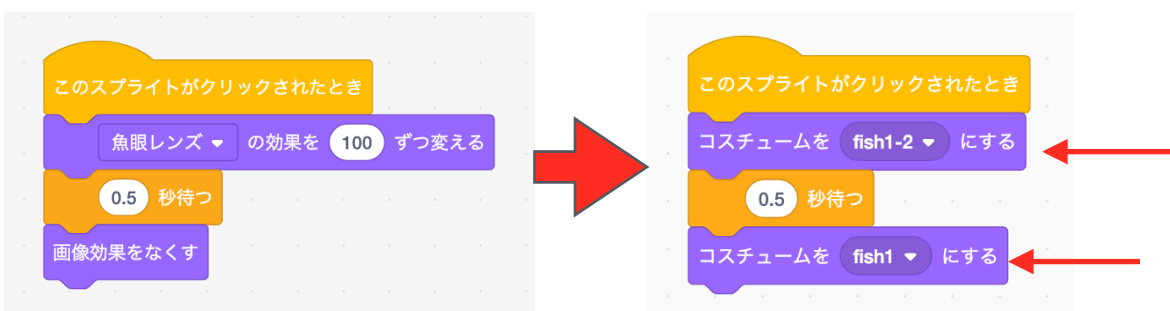 このスプライトがクリックされたとき
魚眼レンズ の効果を 100 ずつ変える
0.5 秒待つ
画像効果をなくす
このスプライトがクリックされたとき
コスチュームを fish1-2 にする
0.5 秒待つ
コスチュームを fish1 にする